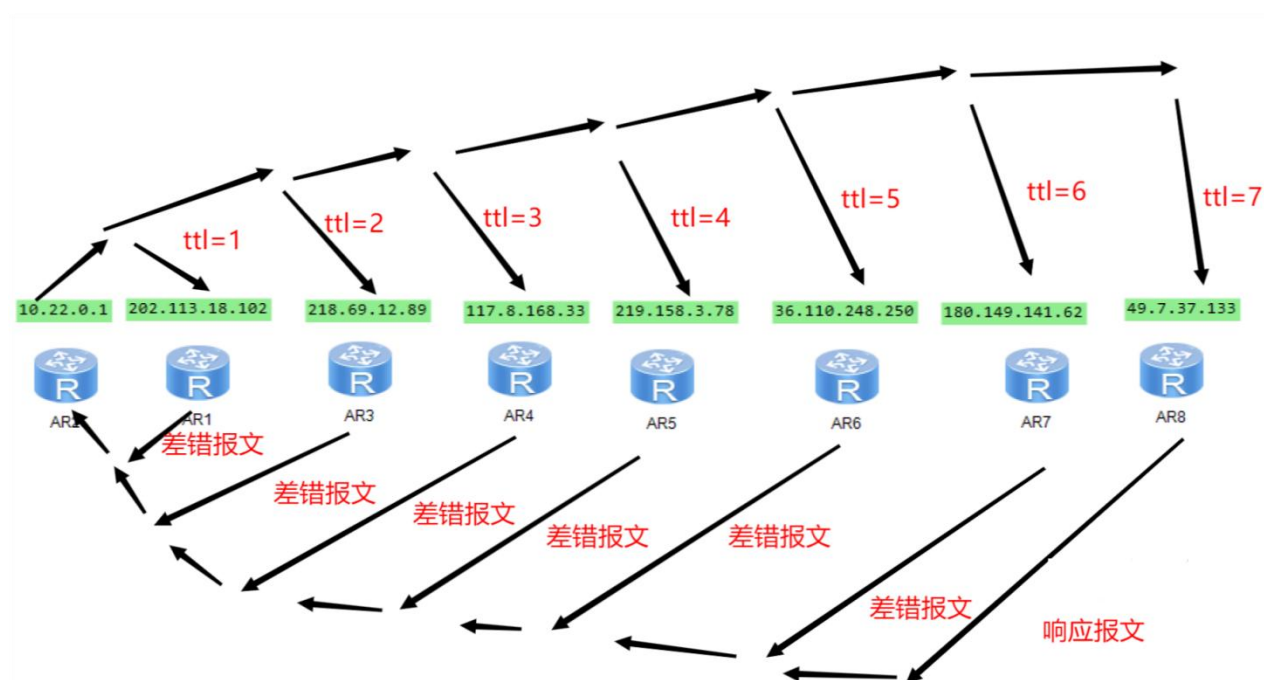 ttl=1
ttl=2
ttl=3
ttl=4
ttl=5
ttl=6
ttl=7
10.22.0.1
202.113.18.102
218.69.12.89
117.8.168.33
219.158.3.78
36.110.248.250
180.149.141.62
49.7.37.133
R
R
R
R
R
R
R
R
AR2
AR1
AR3
AR4
AR5
AR6
AR7
AR8
差错报文
差错报文
差错报文
差错报文
差错报文
差错报文
响应报文